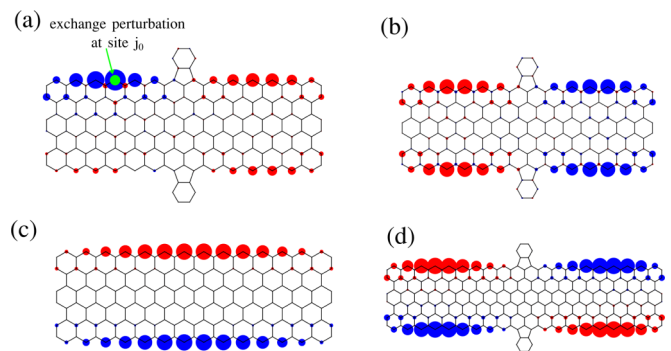 (a)
exchange perturbation
at site j0
(b)
(c)
(d)